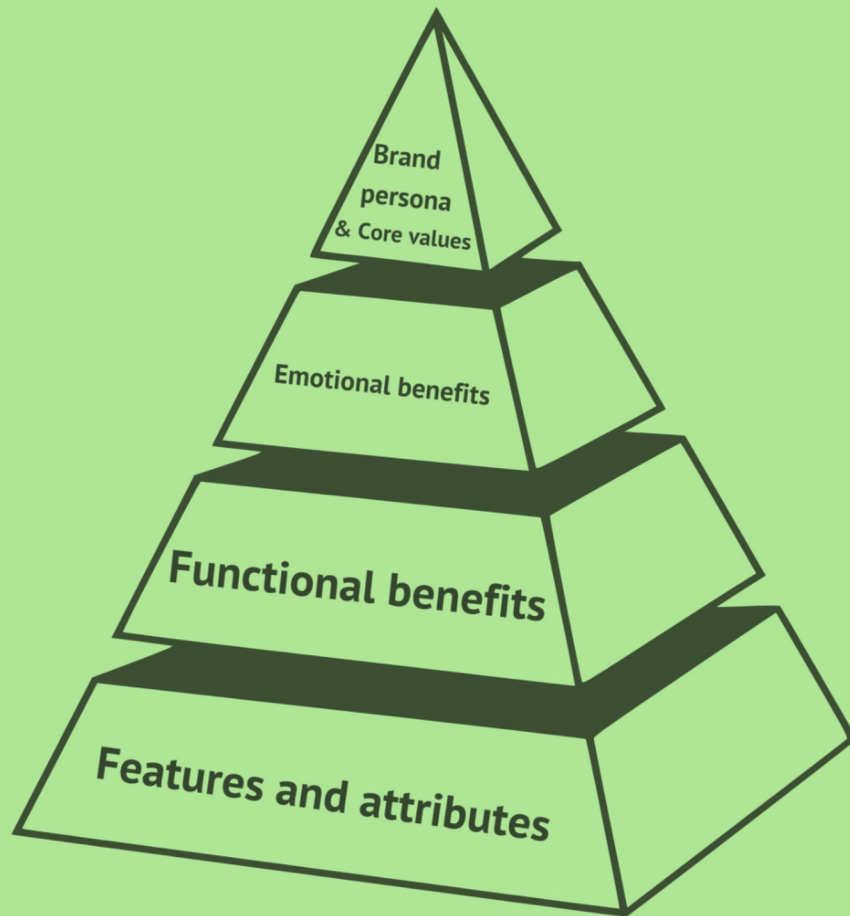 Brand
persona
& Core values
Emotional benefits
Functional benefits
Features and attributes